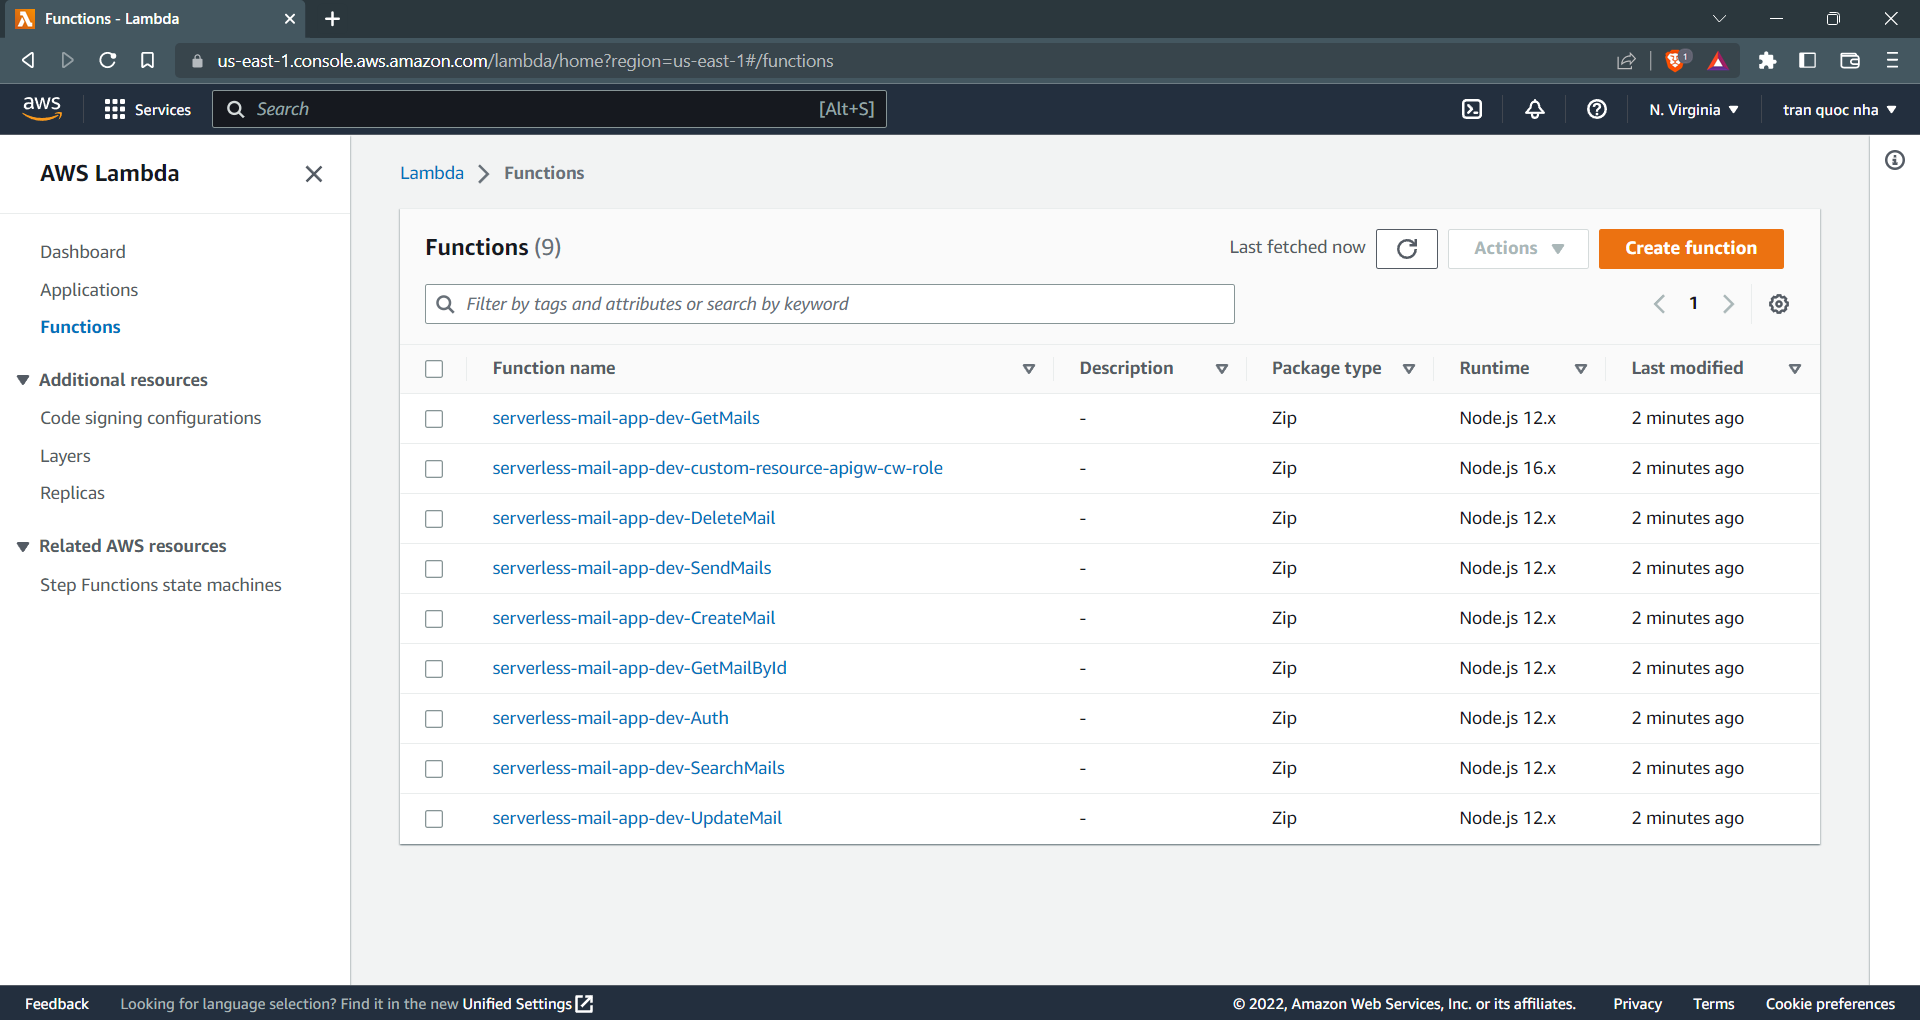 Functions - Lambda
us-east-1.console.aws.amazon.com/lambda/home?region=us-east-1#/functions
1
aws Services Search [Alt+S] N. Virginia tran quoc nha
AWS Lambda
Dashboard
Applications
Functions
Additional resources
Code signing configurations
Layers
Replicas
Related AWS resources
Step Functions state machines
Lambda Functions
Functions (9) Last fetched now Actions Create function
Filter by tags and attributes or search by keyword 1
Function name Description Package type Runtime Last modified
serverless-mail-app-dev-GetMails - Zip Node.js 12.x 2 minutes ago
serverless-mail-app-dev-custom-resource-apigw-cw-role - Zip Node.js 16.x 2 minutes ago
serverless-mail-app-dev-DeleteMail - Zip Node.js 12.x 2 minutes ago
serverless-mail-app-dev-SendMails - Zip Node.js 12.x 2 minutes ago
serverless-mail-app-dev-CreateMail - Zip Node.js 12.x 2 minutes ago
serverless-mail-app-dev-GetMailById - Zip Node.js 12.x 2 minutes ago
serverless-mail-app-dev-Auth - Zip Node.js 12.x 2 minutes ago
serverless-mail-app-dev-SearchMails - Zip Node.js 12.x 2 minutes ago
serverless-mail-app-dev-UpdateMail - Zip Node.js 12.x 2 minutes ago
Feedback Looking for language selection? Find it in the new Unified Settings © 2022, Amazon Web Services, Inc. or its affiliates. Privacy Terms Cookie preferences